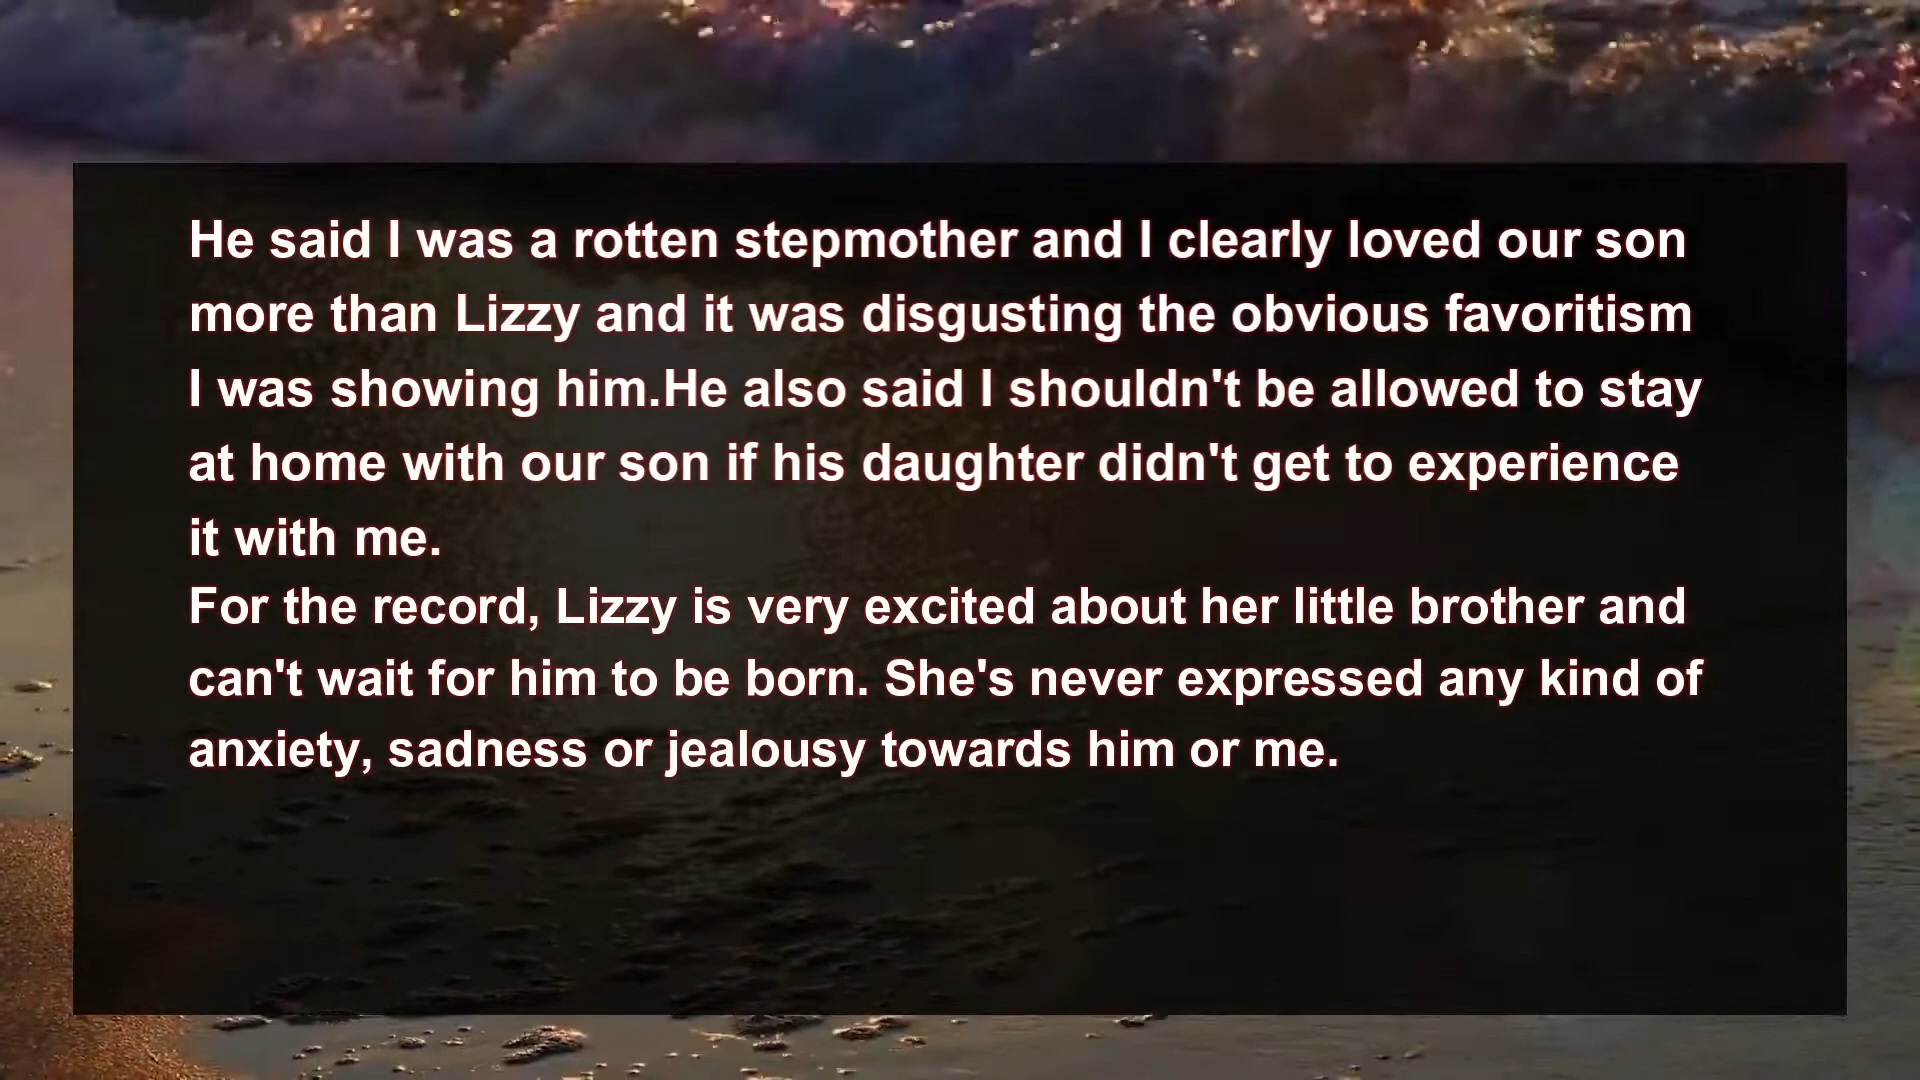 He said I was a rotten stepmother and I clearly loved our son
more than Lizzy and it was disgusting the obvious favoritism
I was showing him.He also said I shouldn't be allowed to stay
at home with our son if his daughter didn't get to experience
it with me.
For the record, Lizzy is very excited about her little brother and
can't wait for him to be born. She's never expressed any kind of
anxiety, sadness or jealousy towards him or me.